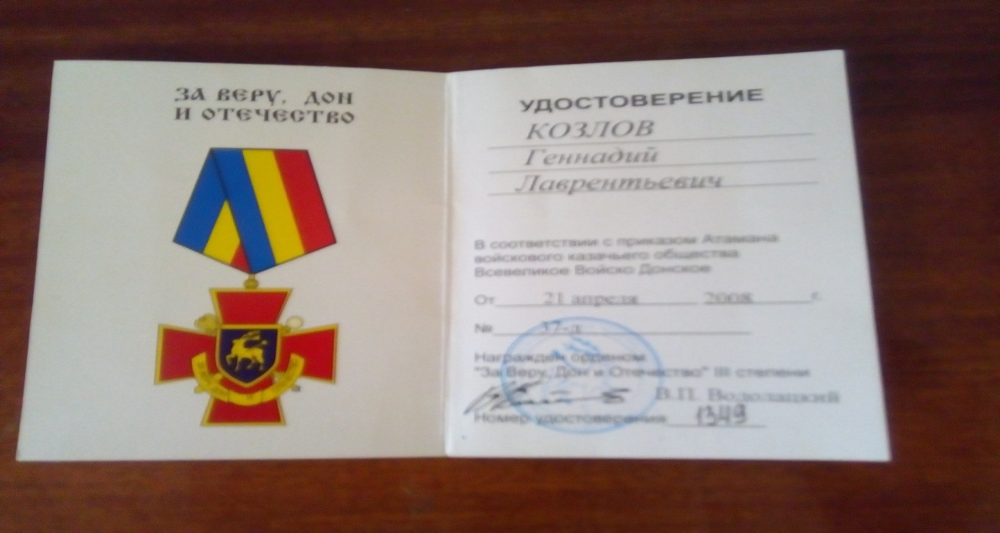 ЗА ВЕРУ, ДОН
И ОТЕЧЕСТВО
УДОСТОВЕРЕНИЕ
КОЗЛОВ
Геннадий
Лаврентьевич
В соответствии с приказом Атамана
войскового казачьего общества
Всевеликое Войско Донское
От 21 апреля 2008 г.
№ 37-д
Награжден орденом
"За Веру, Дон и Отечество" III степени
В.П. Водолацкий
Номер удостоверения 1349